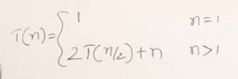 T(n)= { 1 n=1
2T(n/2)+n n>1